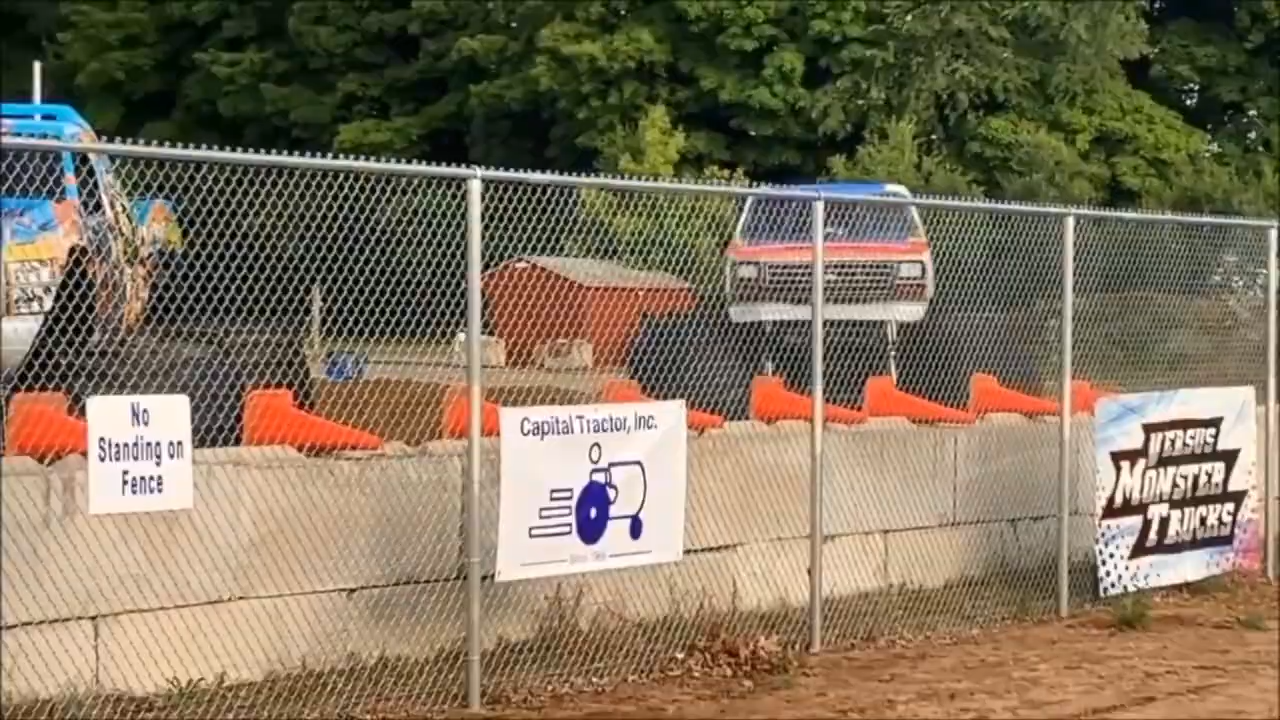 No
Standing on
Fence
Capital Tractor, Inc.
VERSUS
MONSTER
TRUCKS